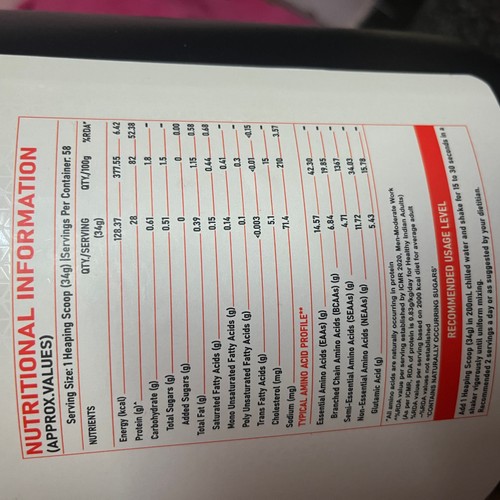 NUTRITIONAL INFORMATION
(APPROX.VALUES)
Serving Size: 1 Heaping Scoop (34g) |Servings Per Container: 58
NUTRIENTS QTY./SERVING (34g) QTY/100g %RDA^
Energy (kcal) 128.37 377.55 6.42
Protein (g)* 28 82 52.38
Carbohydrate (g) 0.61 1.8 --
Total Sugars (g) 0.51 1.5 --
Added Sugars (g) 0 0 0.00
Total Fat (g) 0.39 1.15 0.58
Saturated Fatty Acids (g) 0.15 0.44 0.68
Mono Unsaturated Fatty Acids (g) 0.14 0.41 --
Poly Unsaturated Fatty Acids (g) 0.1 0.3 --
Trans Fatty Acids (g) <0.003 <0.01 <0.15
Cholesterol (mg) 5.1 15 --
Sodium (mg) 71.4 210 3.57
TYPICAL AMINO ACID PROFILE**
Essential Amino Acids (EAAs) (g) 14.57 42.30 --
Branched Chain Amino Acids (BCAAs) (g) 6.84 19.85 --
Semi-Essential Amino Acids (SEAAs) (g) 4.71 13.67 --
Non-Essential Amino Acids (NEAAs) (g) 11.72 34.03 --
Glutamic Acid (g) 5.43 15.78 --
*All amino acids are naturally occurring in protein
^%RDA value per serving established by ICMR 2020, Men-Moderate Work
(As per ICMR, RDA of protein is 0.83g/kg/day for Healthy Indian Adults)
^%RDA values per serving based on 2000 kcal diet for average adult
--%RDA values not established
"CONTAINS NATURALLY OCCURRING SUGARS"
RECOMMENDED USAGE LEVEL
Add 1 Heaping Scoop (34g) in 200mL chilled water and shake for 15 to 30 seconds in a
shaker vigorously until uniform mixing.
Recommended 2 servings a day or as suggested by your dietitian.